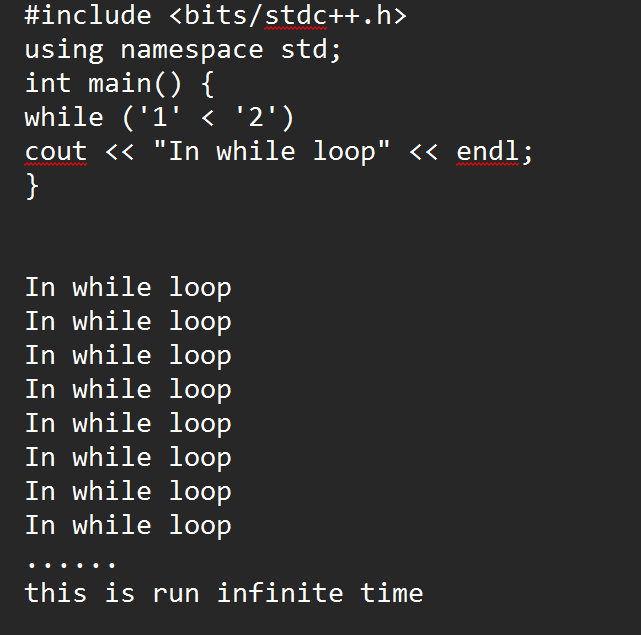 #include <bits/stdc++.h>
using namespace std;
int main() {
while ('1' < '2')
cout << "In while loop" << endl;
}
In while loop
In while loop
In while loop
In while loop
In while loop
In while loop
In while loop
In while loop
......
this is run infinite time